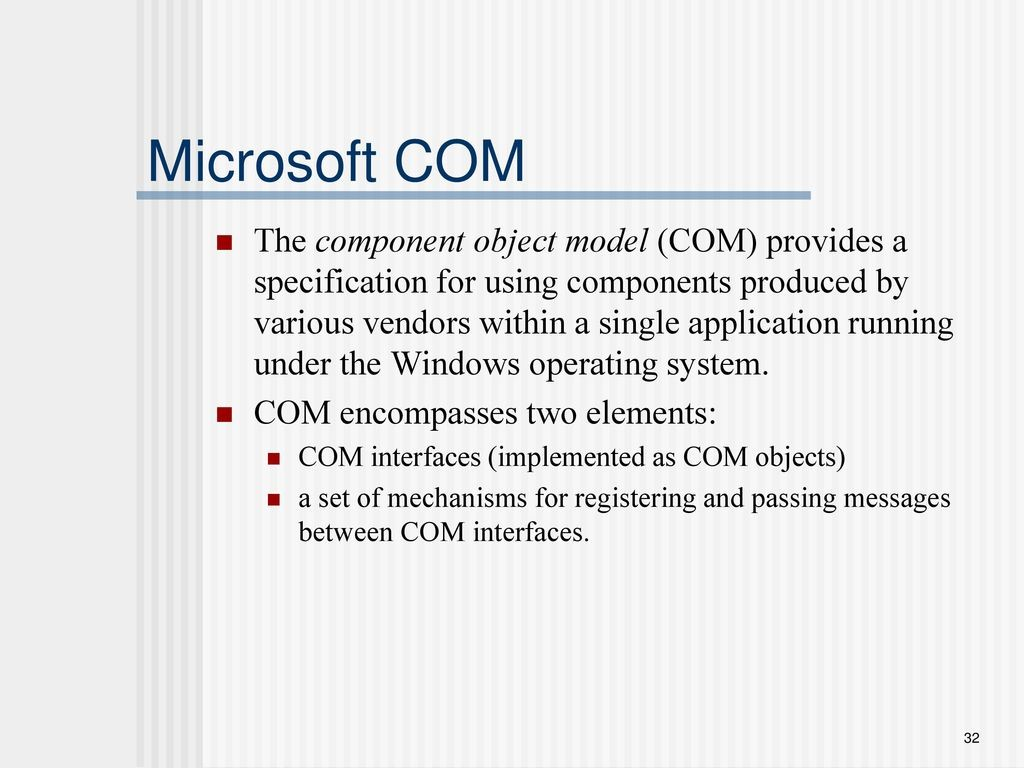 Microsoft COM
The component object model (COM) provides a
specification for using components produced by
various vendors within a single application running
under the Windows operating system.
COM encompasses two elements:
COM interfaces (implemented as COM objects)
a set of mechanisms for registering and passing messages
between COM interfaces.
32